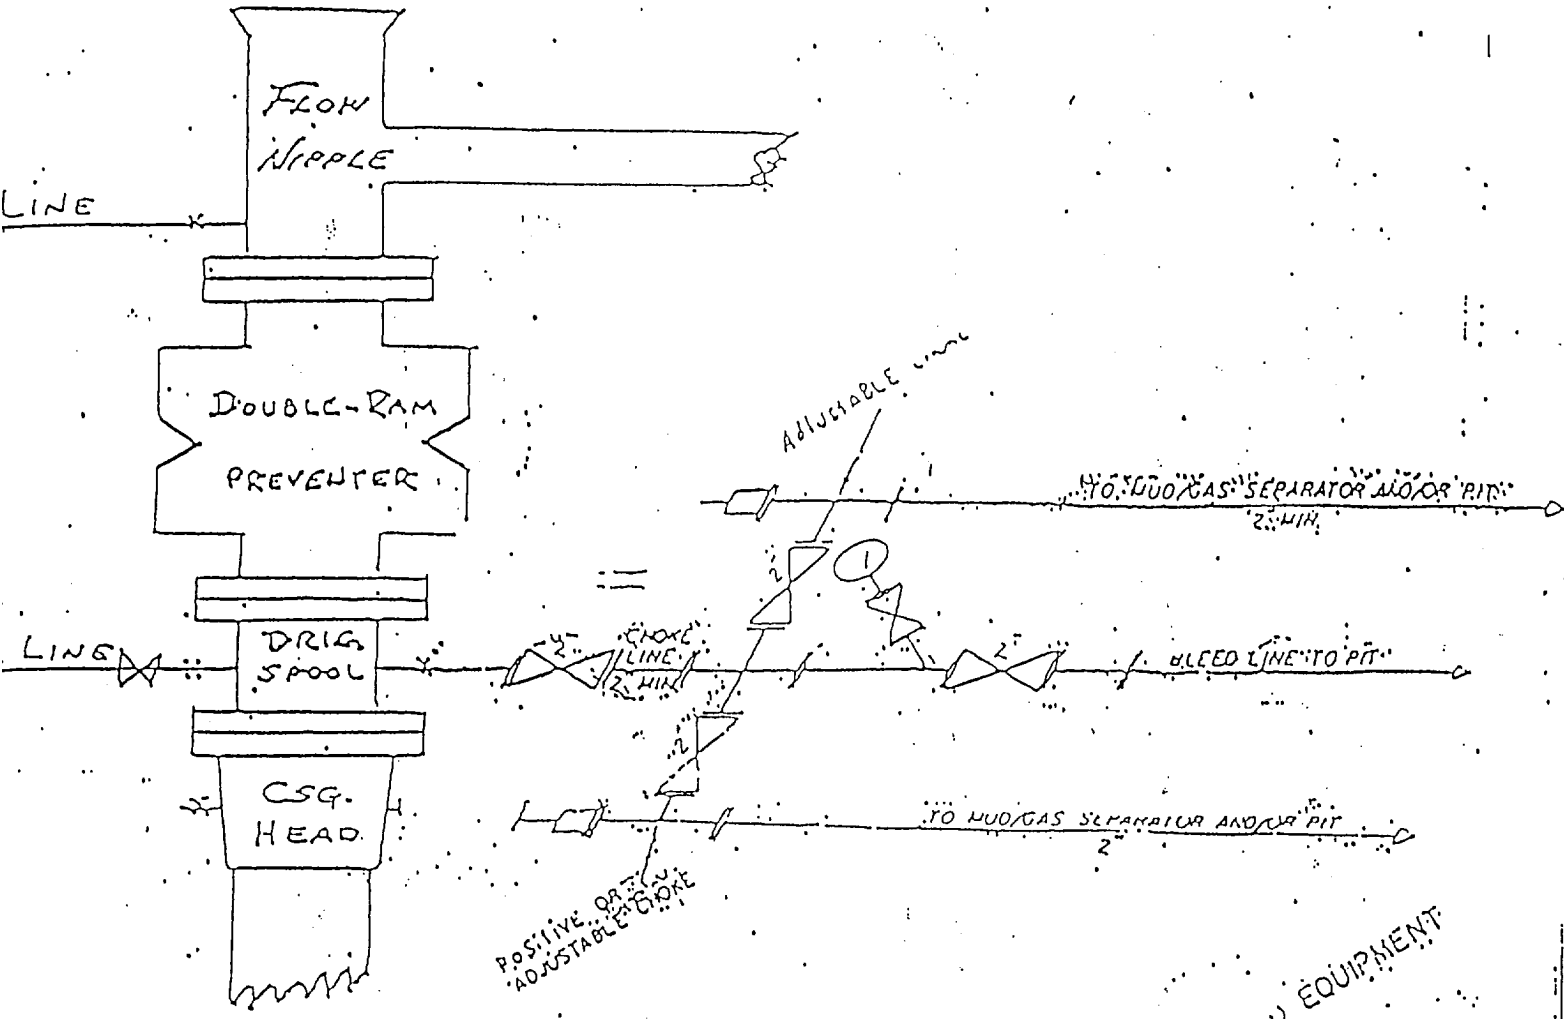 FLOW
NIPPLE
LINE
DOUBLE-RAM
PREVENTER
ADJUSTABLE
TO MUD/GAS SEPARATOR AND/OR PIT
2" MIN
2"
1
LINE
DRLG
SPOOL
2"
CHOKE
LINE
2" MIN
2"
BLEED LINE TO PIT
2"
CSG.
HEAD
TO MUD/GAS SEPARATOR AND/OR PIT
2"
POSITIVE OR
ADJUSTABLE CHOKE
EQUIPMENT